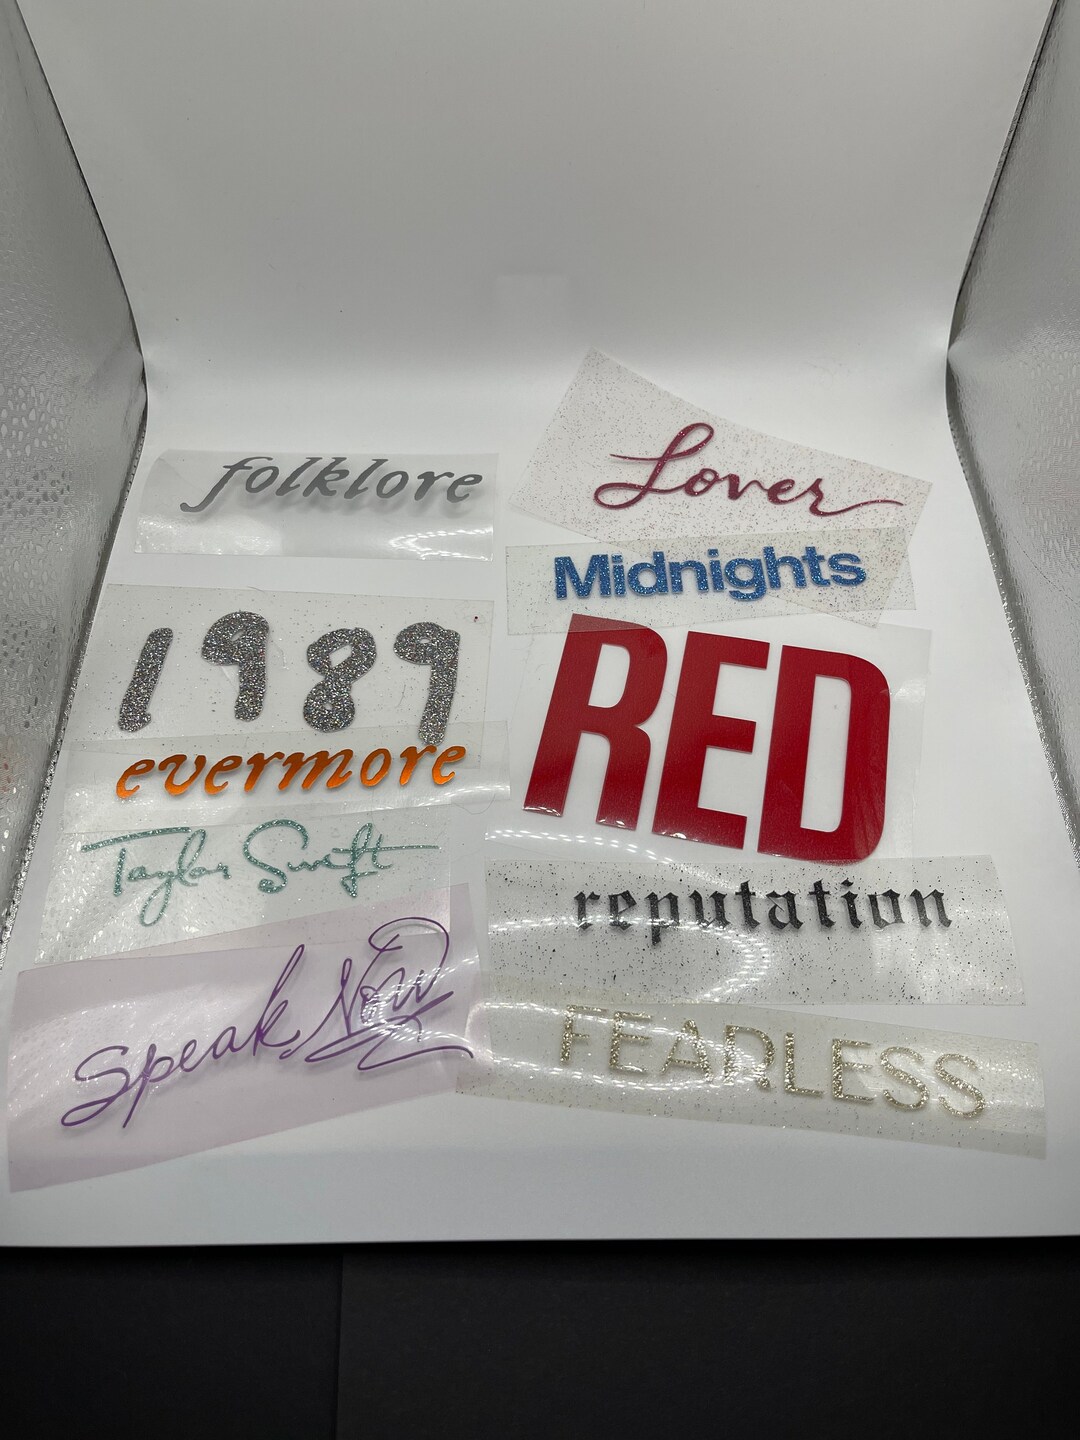 folklore
1989
evermore
Taylor Swift
Speak Now
Lover
Midnights
RED
reputation
FEARLESS